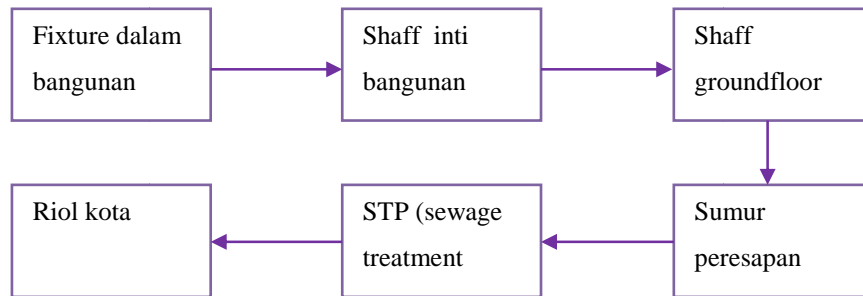 Fixture dalam
bangunan
Shaff inti
bangunan
Shaff
groundfloor
Riol kota
STP (sewage
treatment
Sumur
peresapan